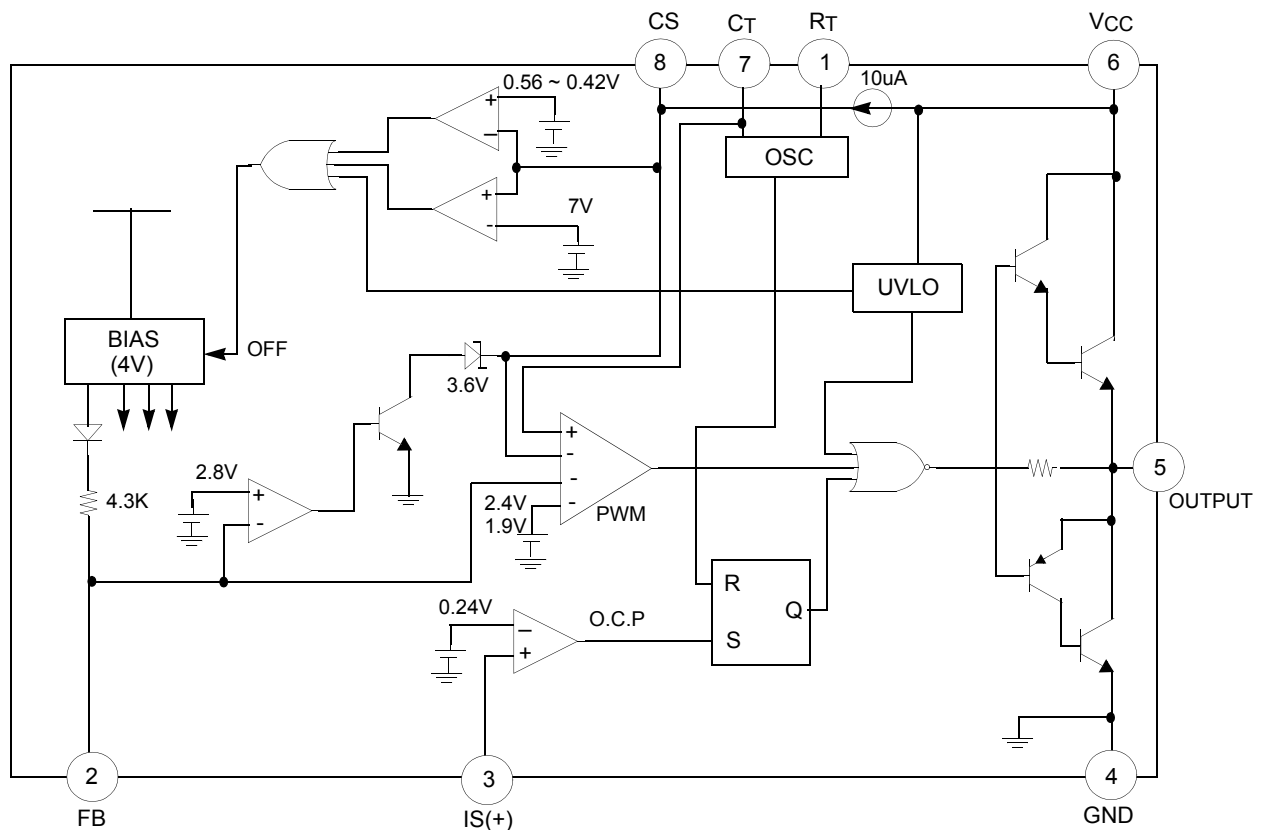 CS CT RT VCC
8 7 1 6
0.56 ~ 0.42V
10uA
+
–
OSC
+
7V
-
UVLO
BIAS
(4V)
OFF
3.6V
+
-
2.8V
+
-
-
4.3K
2.4V
-
1.9V
PWM
5
OUTPUT
R
Q
S
0.24V
–
+
O.C.P
2 3 4
FB IS(+) GND